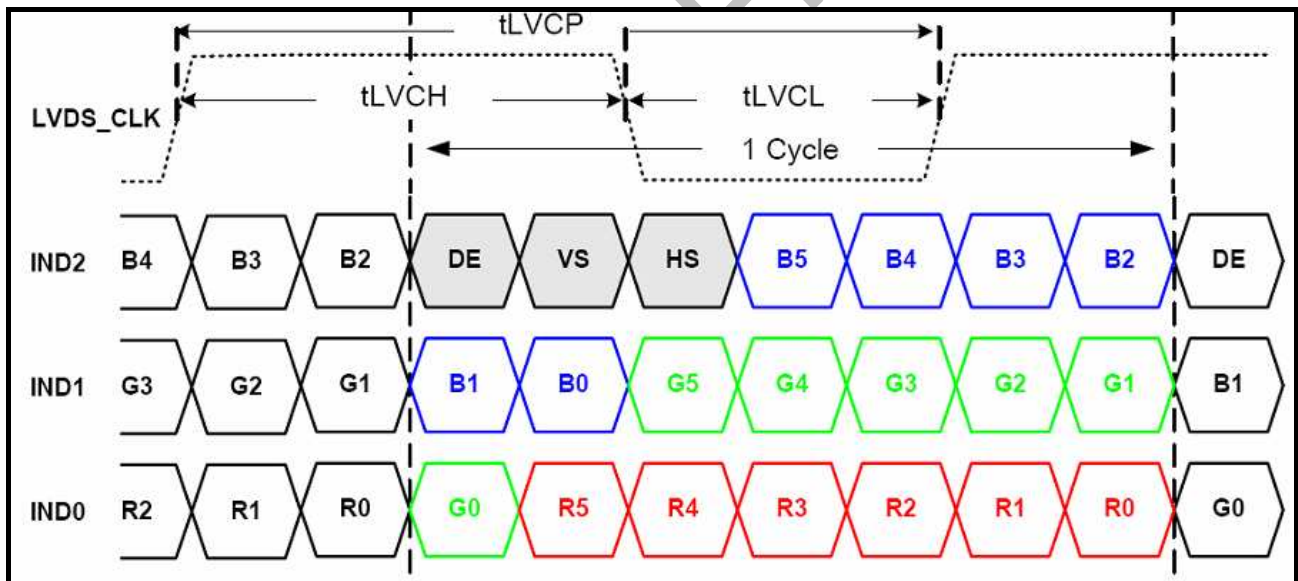 tLVCP
tLVCH tLVCL
LVDS_CLK
1 Cycle
IND2 B4 B3 B2 DE VS HS B5 B4 B3 B2 DE
IND1 G3 G2 G1 B1 B0 G5 G4 G3 G2 G1 B1
IND0 R2 R1 R0 G0 R5 R4 R3 R2 R1 R0 G0